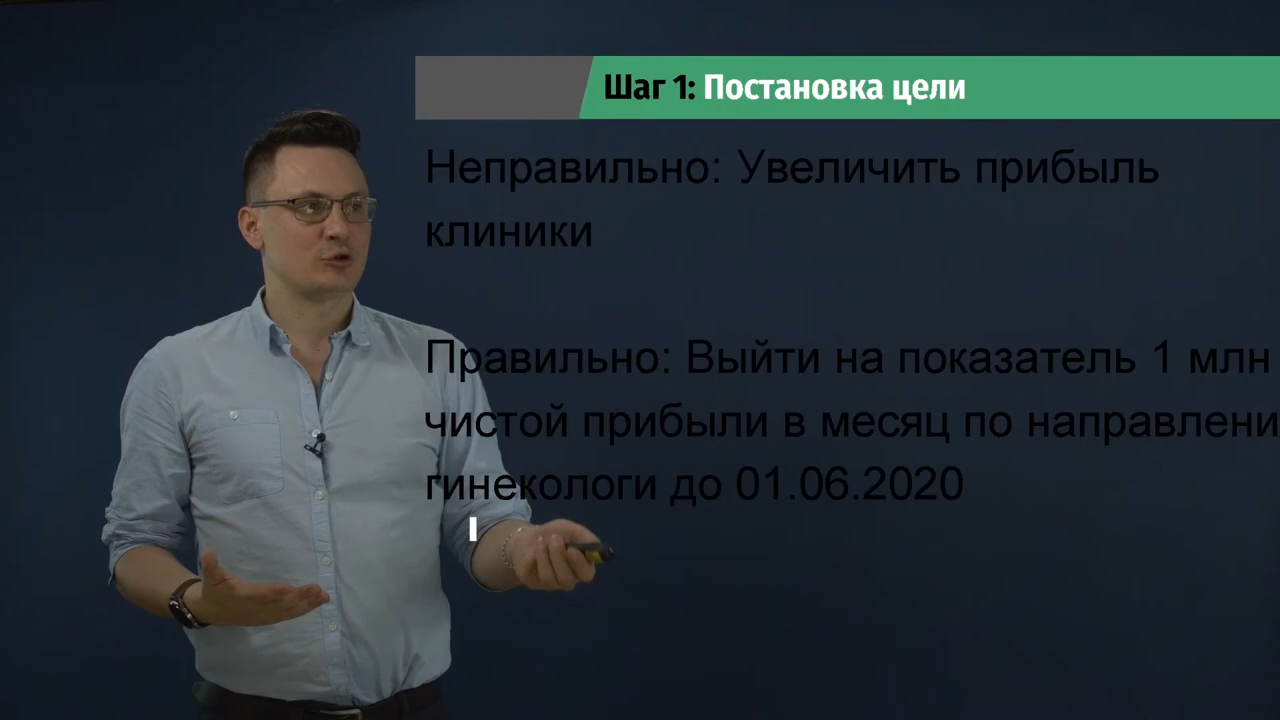 Шаг 1: Постановка цели
Неправильно: Увеличить прибыль
клиники
Правильно: Выйти на показатель 1 млн
чистой прибыли в месяц по направлени
гинекологи до 01.06.2020